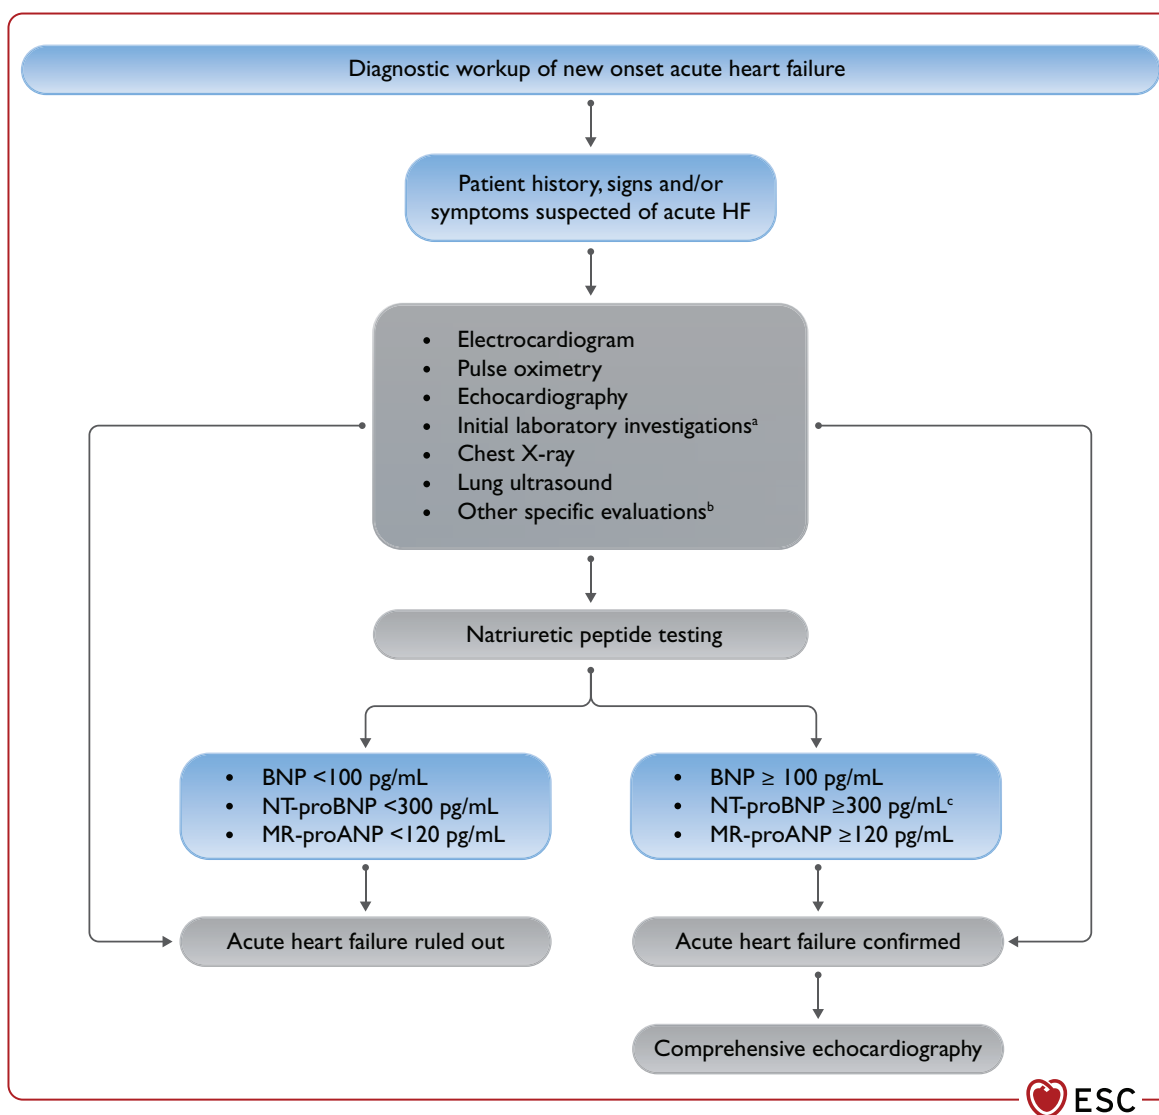 Diagnostic workup of new onset acute heart failure
Patient history, signs and/or
symptoms suspected of acute HF
• Electrocardiogram
• Pulse oximetry
• Echocardiography
• Initial laboratory investigationsᵃ
• Chest X-ray
• Lung ultrasound
• Other specific evaluationsᵇ
Natriuretic peptide testing
• BNP <100 pg/mL
• NT-proBNP <300 pg/mL
• MR-proANP <120 pg/mL
• BNP ≥ 100 pg/mL
• NT-proBNP ≥300 pg/mLᶜ
• MR-proANP ≥120 pg/mL
Acute heart failure ruled out
Acute heart failure confirmed
Comprehensive echocardiography
ESC